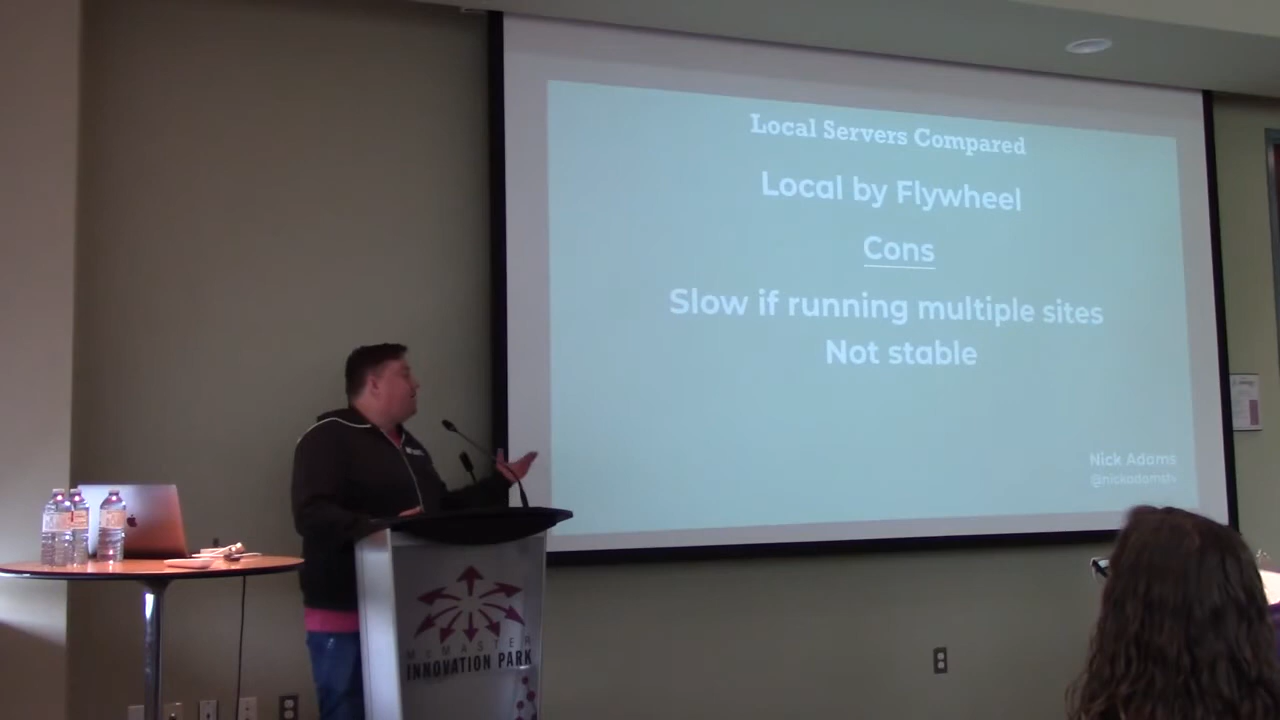 Local Servers Compared
Local by Flywheel
Cons
Slow if running multiple sites
Not stable
Nick Adams
@nickadamstv
McMASTER
INNOVATION PARK